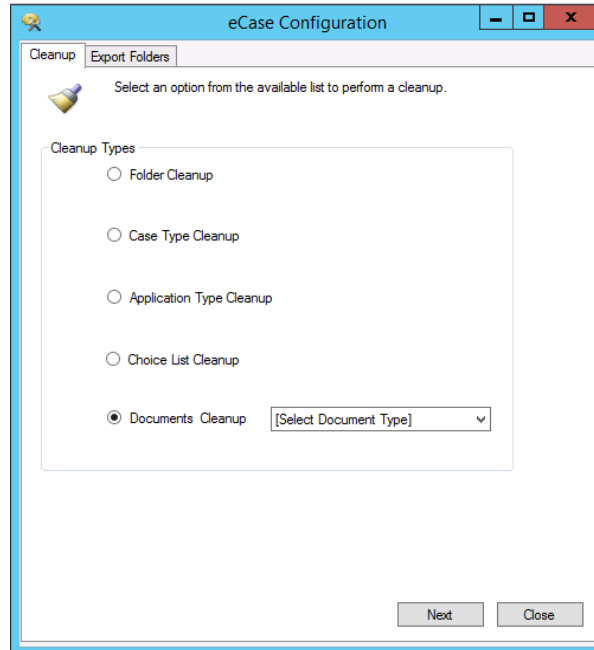 eCase Configuration
Cleanup Export Folders
Select an option from the available list to perform a cleanup.
Cleanup Types
Folder Cleanup
Case Type Cleanup
Application Type Cleanup
Choice List Cleanup
Documents Cleanup [Select Document Type]
Next Close